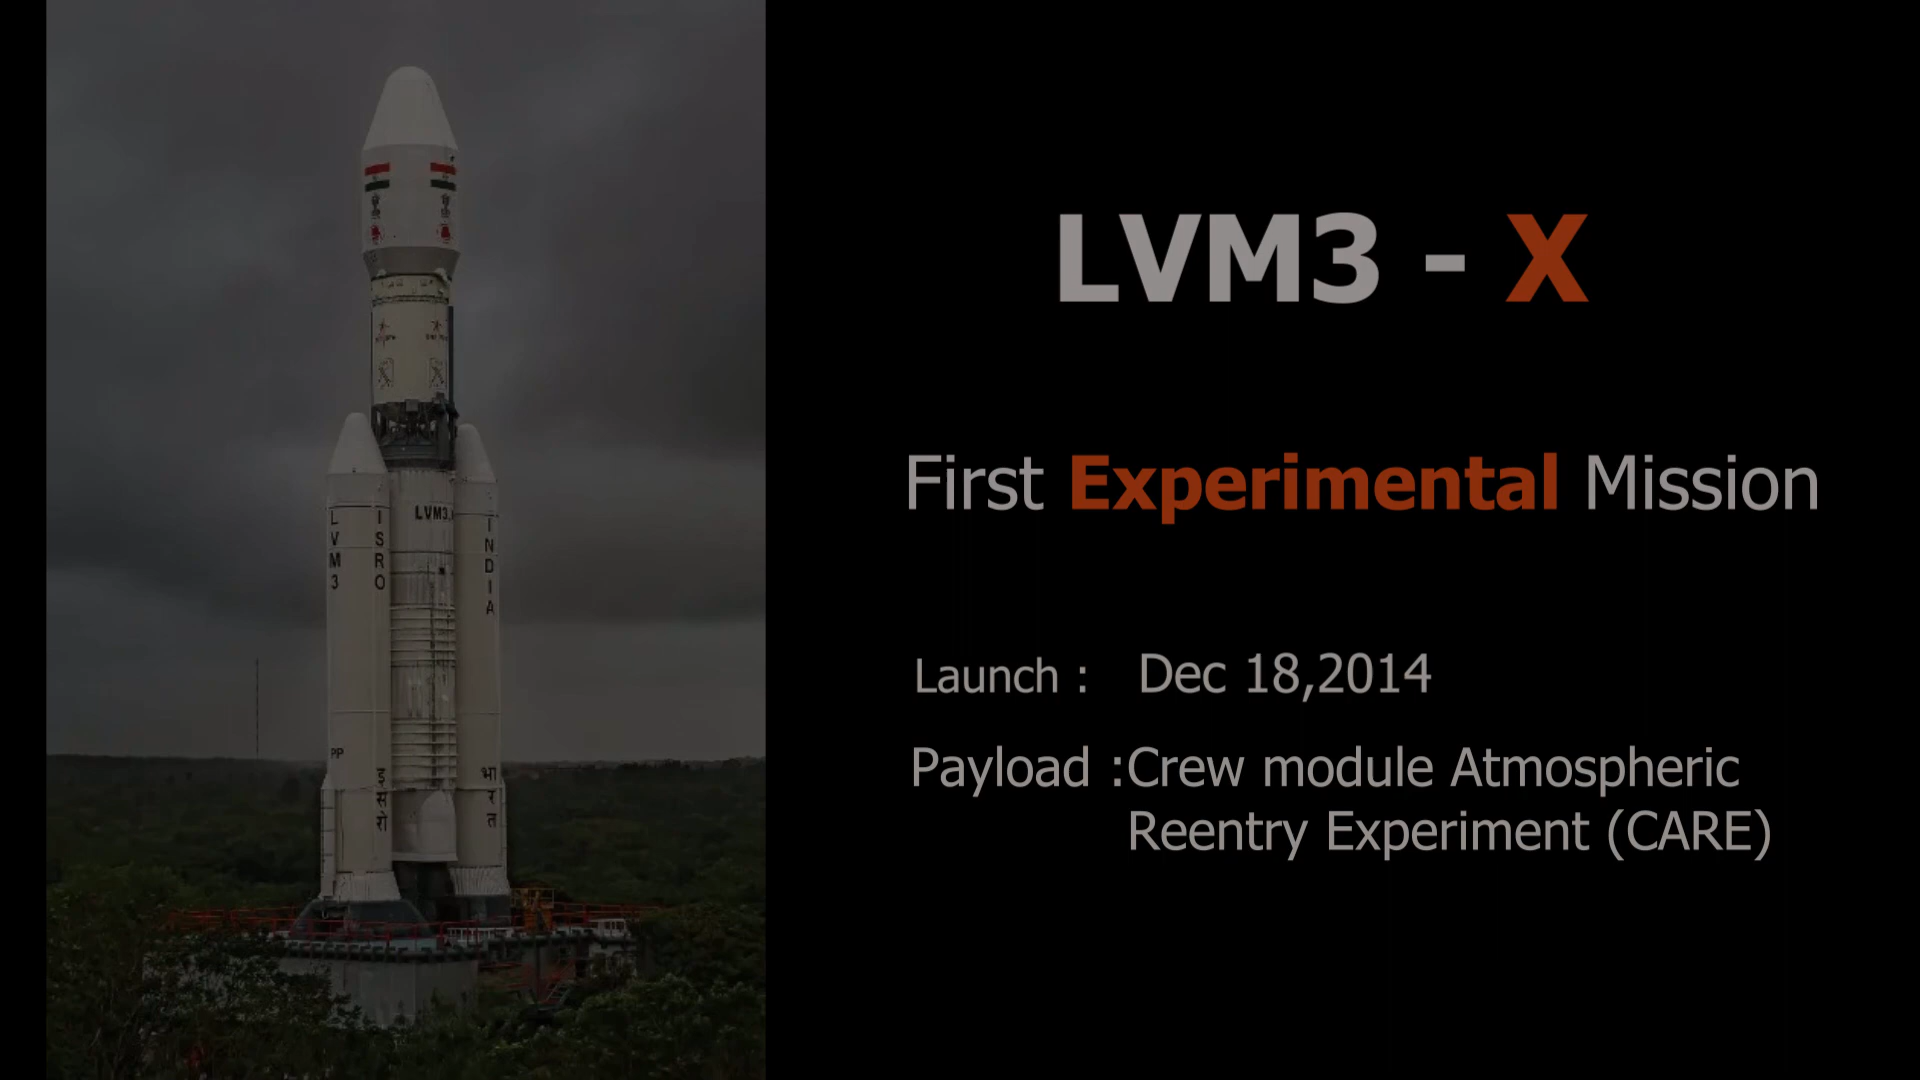 LVM3 - X
First Experimental Mission
Launch : Dec 18,2014
Payload :Crew module Atmospheric
Reentry Experiment (CARE)
LVM3
ISRO
LVM3
INDIA
इसरो
भारत